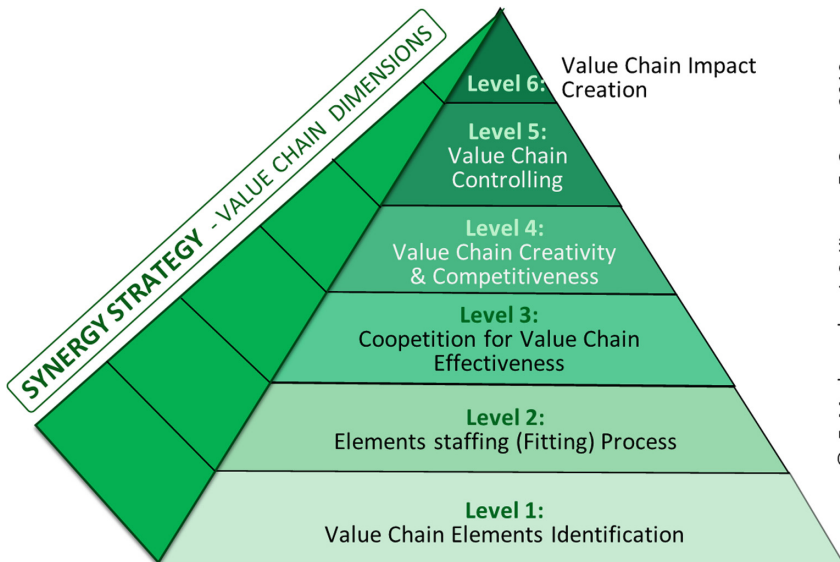 SYNERGY STRATEGY - VALUE CHAIN DIMENSIONS
Level 6:
Value Chain Impact
Creation
Level 5:
Value Chain
Controlling
Level 4:
Value Chain Creativity
& Competitiveness
Level 3:
Coopetition for Value Chain
Effectiveness
Level 2:
Elements staffing (Fitting) Process
Level 1:
Value Chain Elements Identification